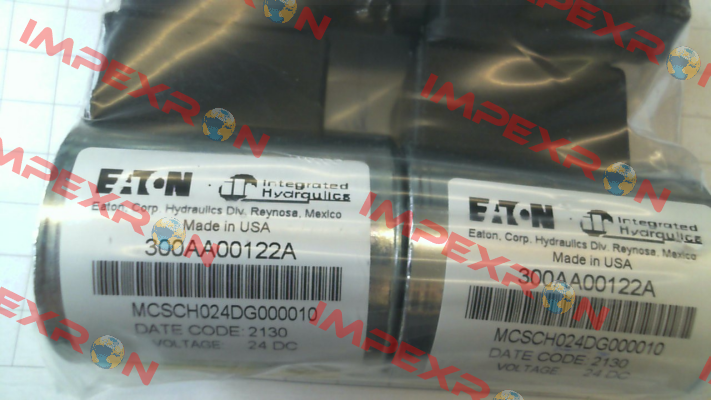 EATON
Integrated
Hydraulics
Eaton, Corp. Hydraulics Div. Reynosa, Mexico
Made in USA
300AA00122A
MCSCH024DG000010
DATE CODE: 2130
VOLTAGE: 24 DC
EATON
Integrated
Hydraulics
Eaton, Corp. Hydraulics Div. Reynosa, Mexico
Made in USA
300AA00122A
MCSCH024DG000010
DATE CODE: 2130
VOLTAGE: 24 DC
IMPEXRON
IMPEXRON
IMPEXRON
IMPEXRON
IMPEXRON
IMPEXRON